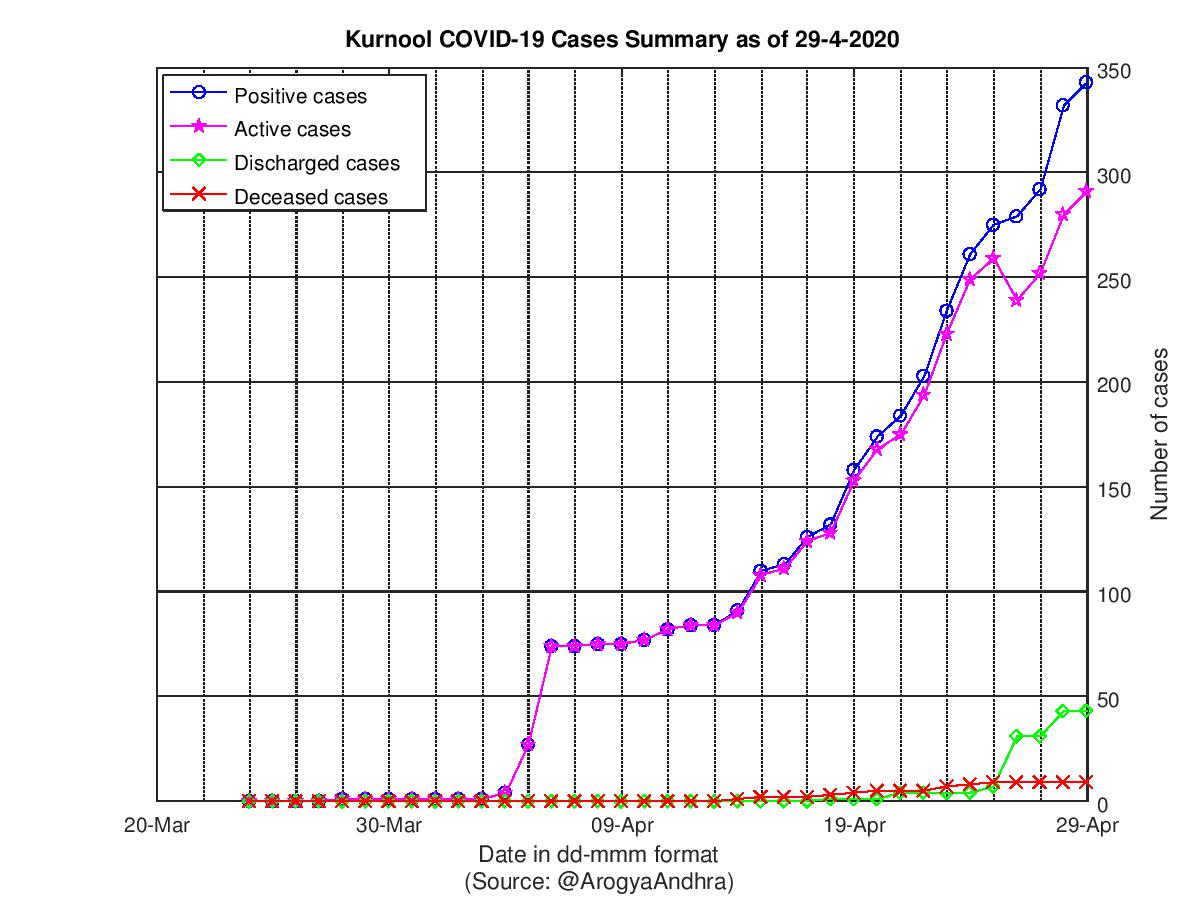 Kurnool COVID-19 Cases Summary as of 29-4-2020
Positive cases
Active cases
Discharged cases
Deceased cases
350
300
250
200
150
100
50
0
Number of cases
20-Mar
30-Mar
09-Apr
19-Apr
29-Apr
Date in dd-mmm format
(Source: @ArogyaAndhra)